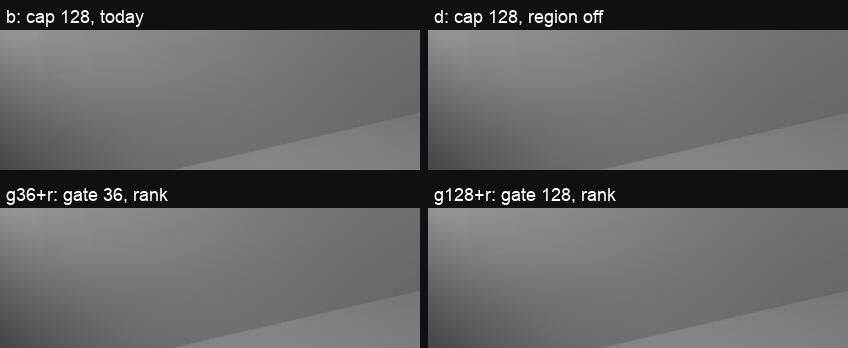 b: cap 128, today
d: cap 128, region off
g36+r: gate 36, rank
g128+r: gate 128, rank